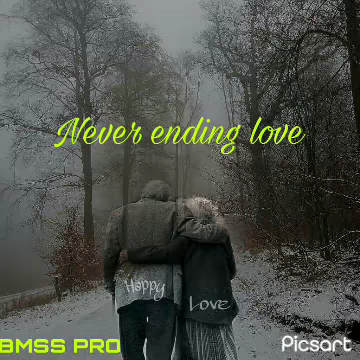 Never ending love
Happy
Love
BMSS PRO
Picsart